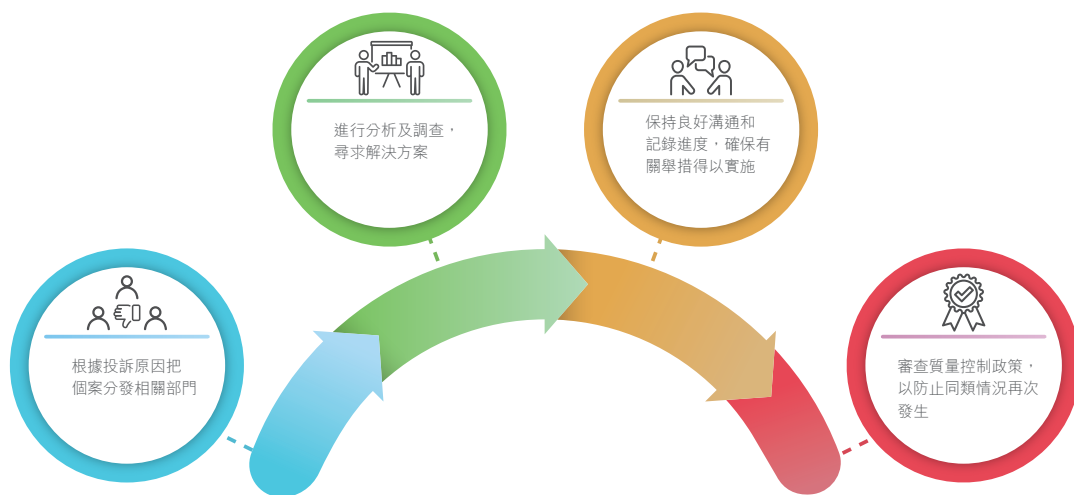 根據投訴原因把
個案分發相關部門
進行分析及調查，
尋求解決方案
保持良好溝通和
記錄進度，確保有
關舉措得以實施
審查質量控制政策，
以防止同類情況再次
發生